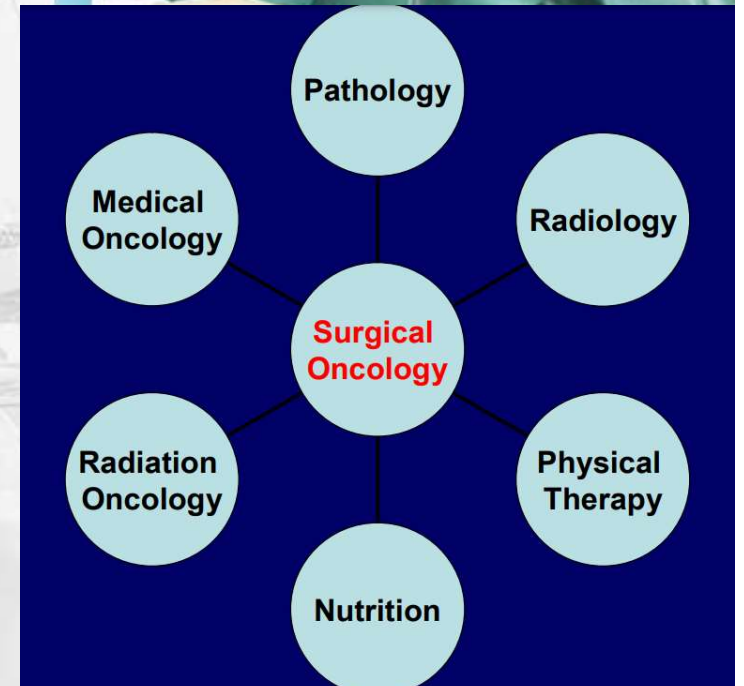 Pathology
Medical
Oncology
Radiology
Surgical
Oncology
Radiation
Oncology
Physical
Therapy
Nutrition